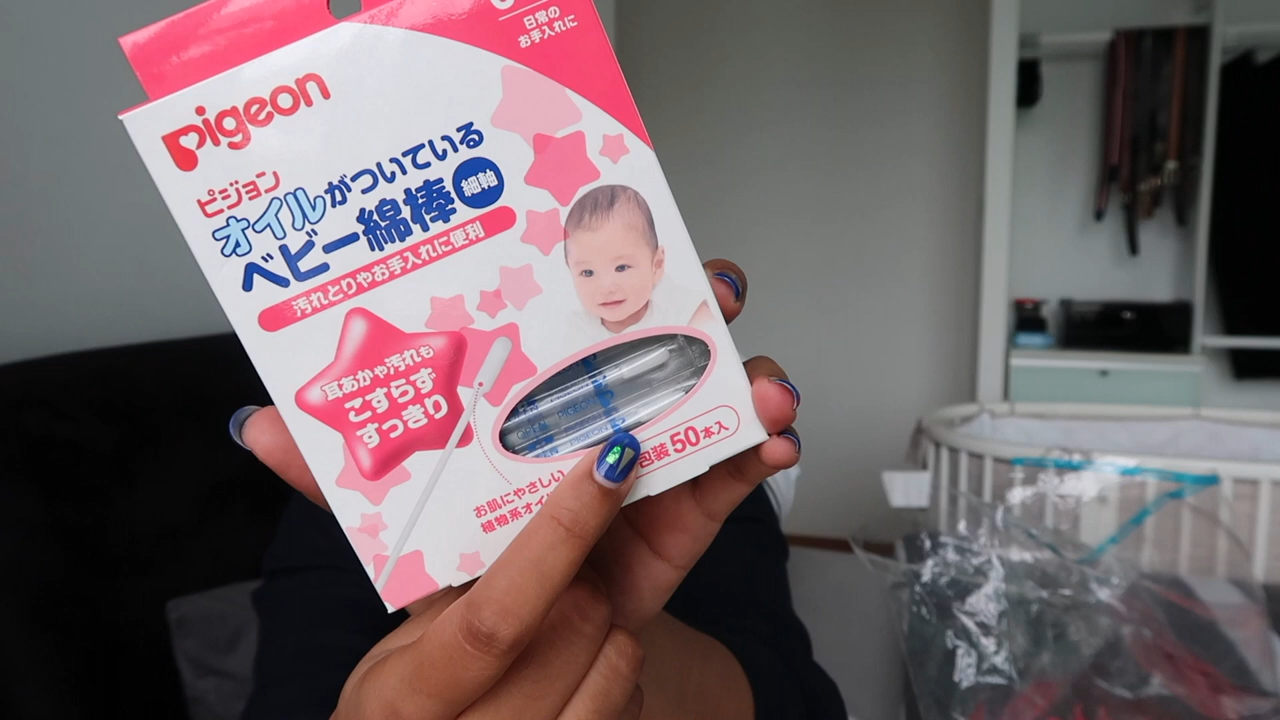 日常の
お手入れに
Pigeon
ピジョン
オイルがついている
ベビー綿棒 細軸
汚れとりやお手入れに便利
耳あかや汚れも
こすらず
すっきり
PIGEON
PIGEON
包装50本入
お肌にやさしい
植物系オイ